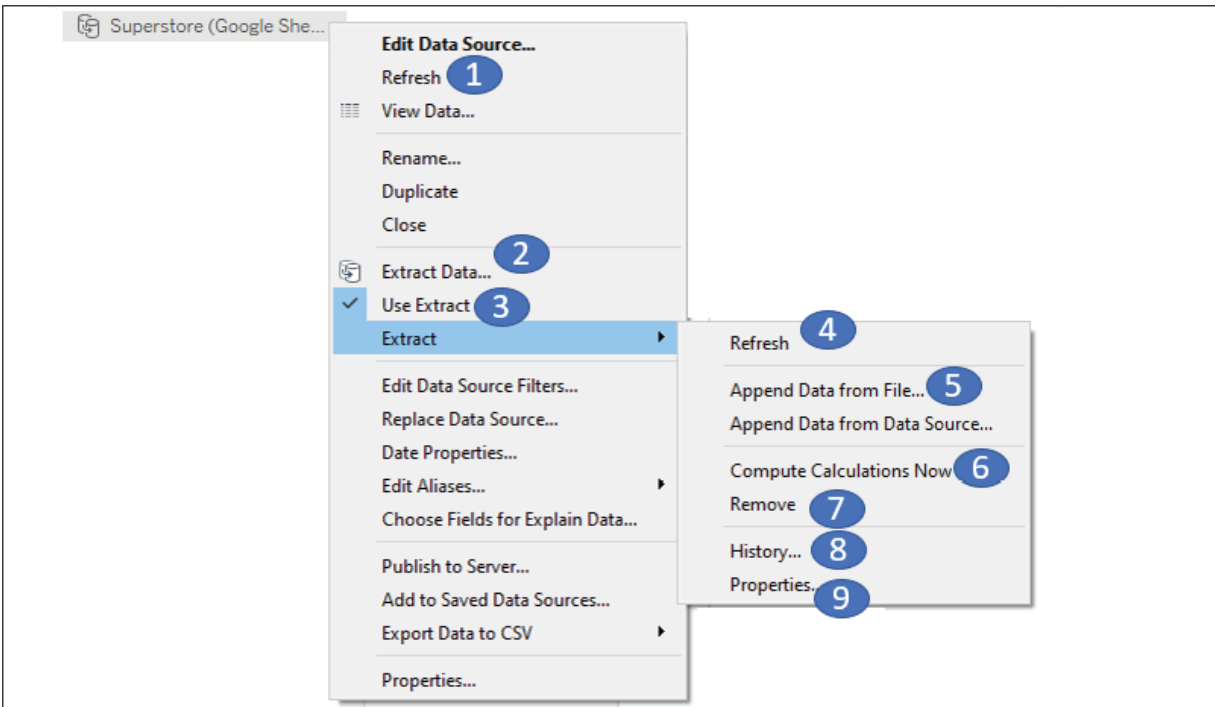 Superstore (Google She...
Edit Data Source...
Refresh 1
View Data...
Rename...
Duplicate
Close
2
Extract Data...
Use Extract 3
Extract
Edit Data Source Filters...
Replace Data Source...
Date Properties...
Edit Aliases...
Choose Fields for Explain Data...
Publish to Server...
Add to Saved Data Sources...
Export Data to CSV
Properties...
Refresh 4
Append Data from File... 5
Append Data from Data Source...
Compute Calculations Now 6
Remove 7
History... 8
Properties.. 9